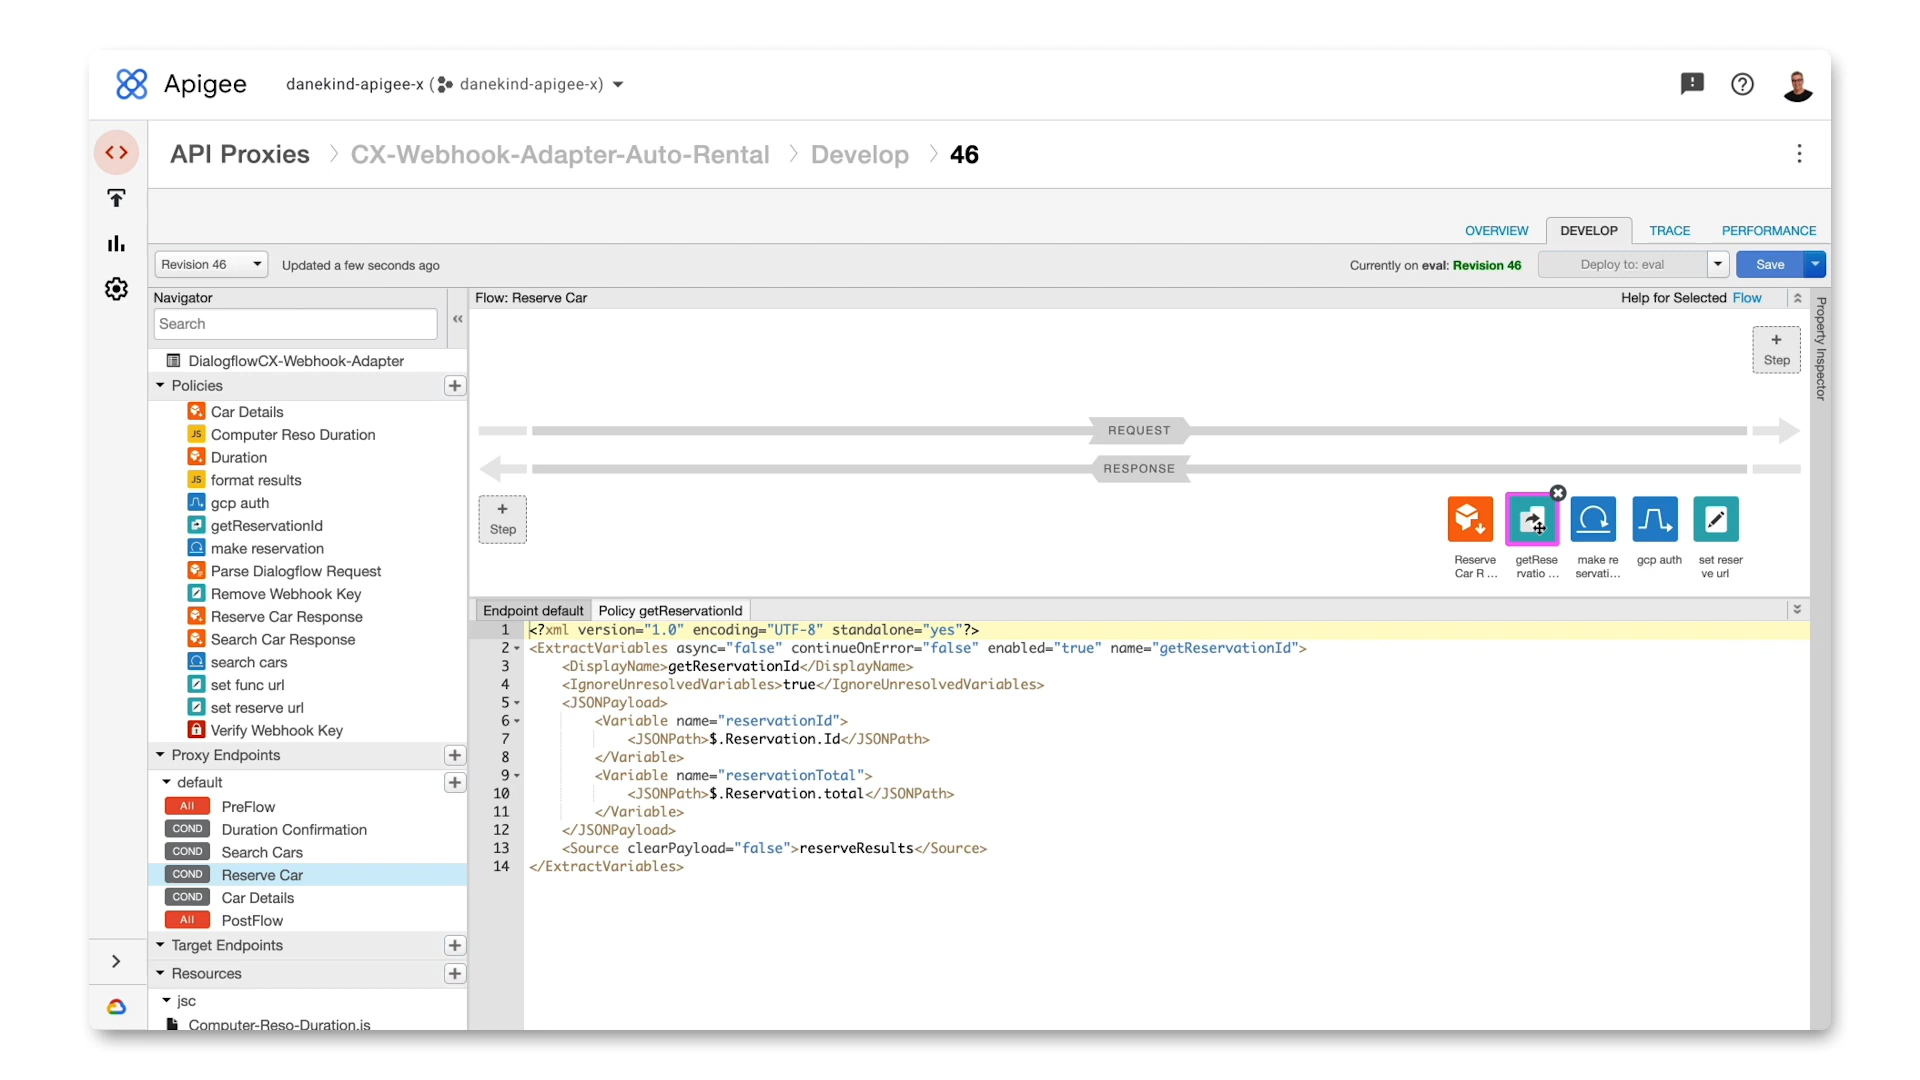 Apigee
danekind-apigee-x ( danekind-apigee-x)
API Proxies > CX-Webhook-Adapter-Auto-Rental > Develop > 46
OVERVIEW DEVELOP TRACE PERFORMANCE
Revision 46 Updated a few seconds ago Currently on eval: Revision 46 Deploy to: eval Save
Navigator
Search
DialogflowCX-Webhook-Adapter
Policies
Car Details
JS Computer Reso Duration
Duration
JS format results
gcp auth
getReservationId
make reservation
Parse Dialogflow Request
Remove Webhook Key
Reserve Car Response
Search Car Response
search cars
set func url
set reserve url
Verify Webhook Key
Proxy Endpoints
default
All PreFlow
COND Duration Confirmation
COND Search Cars
COND Reserve Car
COND Car Details
All PostFlow
Target Endpoints
Resources
jsc
Computer-Reso-Duration.js
Flow: Reserve Car Help for Selected Flow
Property Inspector
+
Step
REQUEST
RESPONSE
+
Step
Reserve
Car R ...
getRese
rvatio ...
make re
servati...
gcp auth
set reser
ve url
Endpoint default Policy getReservationId
1 <?xml version="1.0" encoding="UTF-8" standalone="yes"?>
2 <ExtractVariables async="false" continueOnError="false" enabled="true" name="getReservationId">
3 <DisplayName>getReservationId</DisplayName>
4 <IgnoreUnresolvedVariables>true</IgnoreUnresolvedVariables>
5 <JSONPayload>
6 <Variable name="reservationId">
7 <JSONPath>$.Reservation.Id</JSONPath>
8 </Variable>
9 <Variable name="reservationTotal">
10 <JSONPath>$.Reservation.total</JSONPath>
11 </Variable>
12 </JSONPayload>
13 <Source clearPayload="false">reserveResults</Source>
14 </ExtractVariables>